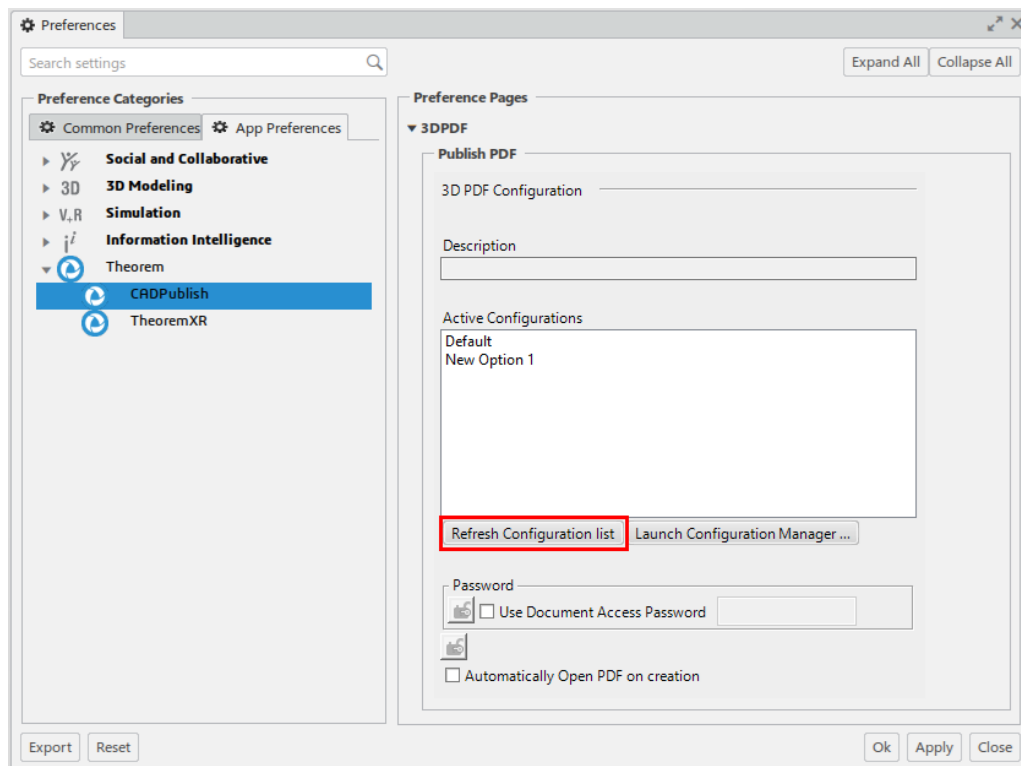 Preferences
Search settings
Expand All
Collapse All
Preference Categories
Common Preferences
App Preferences
Social and Collaborative
3D
3D Modeling
V+R
Simulation
i i
Information Intelligence
Theorem
CADPublish
TheoremXR
Preference Pages
3DPDF
Publish PDF
3D PDF Configuration
Description
Active Configurations
Default
New Option 1
Refresh Configuration list
Launch Configuration Manager ...
Password
Use Document Access Password
Automatically Open PDF on creation
Export
Reset
Ok
Apply
Close